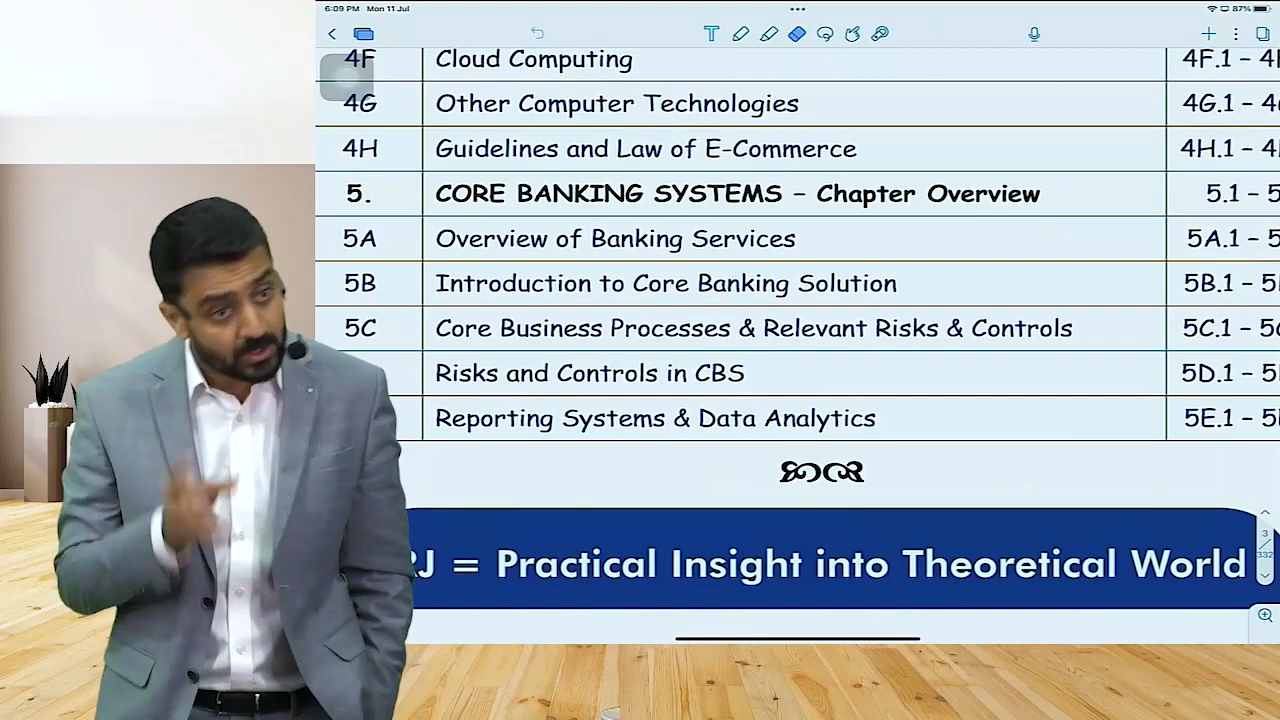 6:09 PM Mon 11 Jul
87%
T
4F Cloud Computing 4F.1 –
4G Other Computer Technologies 4G.1 –
4H Guidelines and Law of E-Commerce 4H.1 –
5. CORE BANKING SYSTEMS – Chapter Overview 5.1 – 5
5A Overview of Banking Services 5A.1 – 5
5B Introduction to Core Banking Solution 5B.1 –
5C Core Business Processes & Relevant Risks & Controls 5C.1 –
Risks and Controls in CBS 5D.1 –
Reporting Systems & Data Analytics 5E.1 –
J = Practical Insight into Theoretical World
3
332